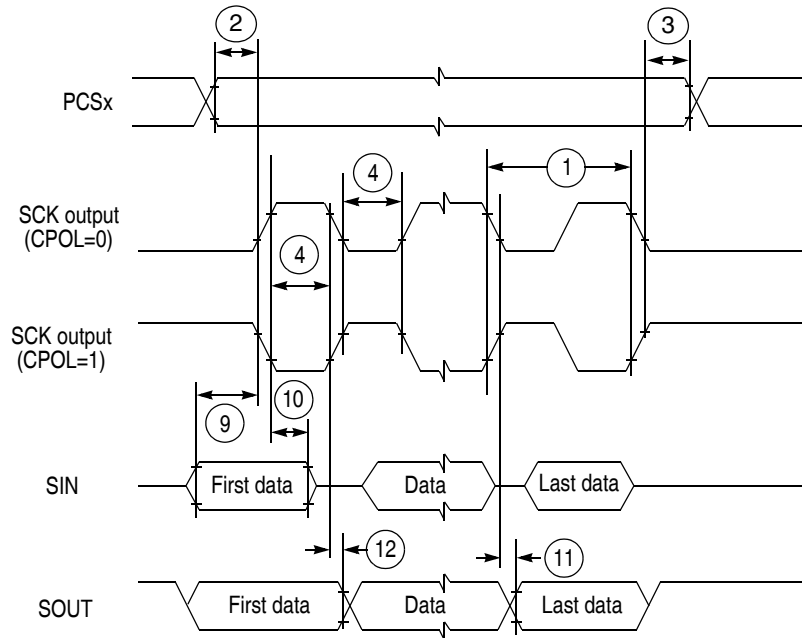 2
3
PCSx
4
1
SCK output
(CPOL=0)
4
SCK output
(CPOL=1)
9
10
SIN
First data
Data
Last data
12
11
SOUT
First data
Data
Last data